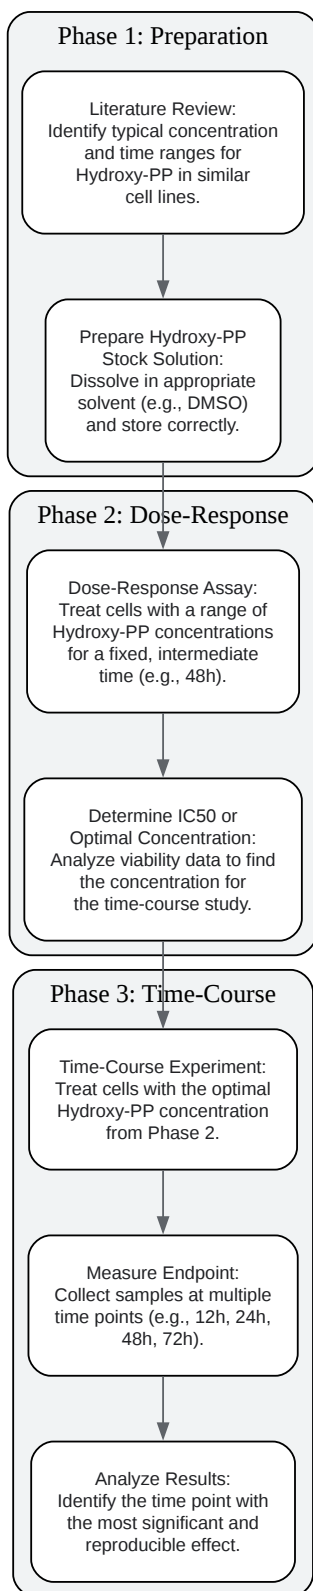 Phase 1: Preparation
Literature Review:
Identify typical concentration
and time ranges for
Hydroxy-PP in similar
cell lines.
Prepare Hydroxy-PP
Stock Solution:
Dissolve in appropriate
solvent (e.g., DMSO)
and store correctly.
Phase 2: Dose-Response
Dose-Response Assay:
Treat cells with a range of
Hydroxy-PP concentrations
for a fixed, intermediate
time (e.g., 48h).
Determine IC50 or
Optimal Concentration:
Analyze viability data to find
the concentration for
the time-course study.
Phase 3: Time-Course
Time-Course Experiment:
Treat cells with the optimal
Hydroxy-PP concentration
from Phase 2.
Measure Endpoint:
Collect samples at multiple
time points (e.g., 12h, 24h,
48h, 72h).
Analyze Results:
Identify the time point with
the most significant and
reproducible effect.